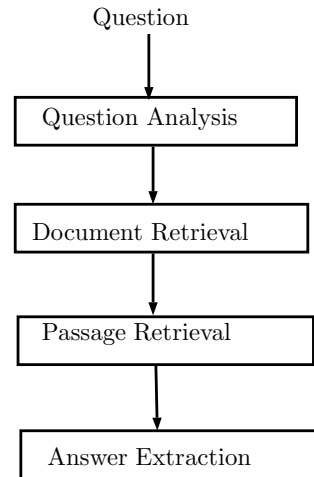 Question
Question Analysis
Document Retrieval
Passage Retrieval
Answer Extraction